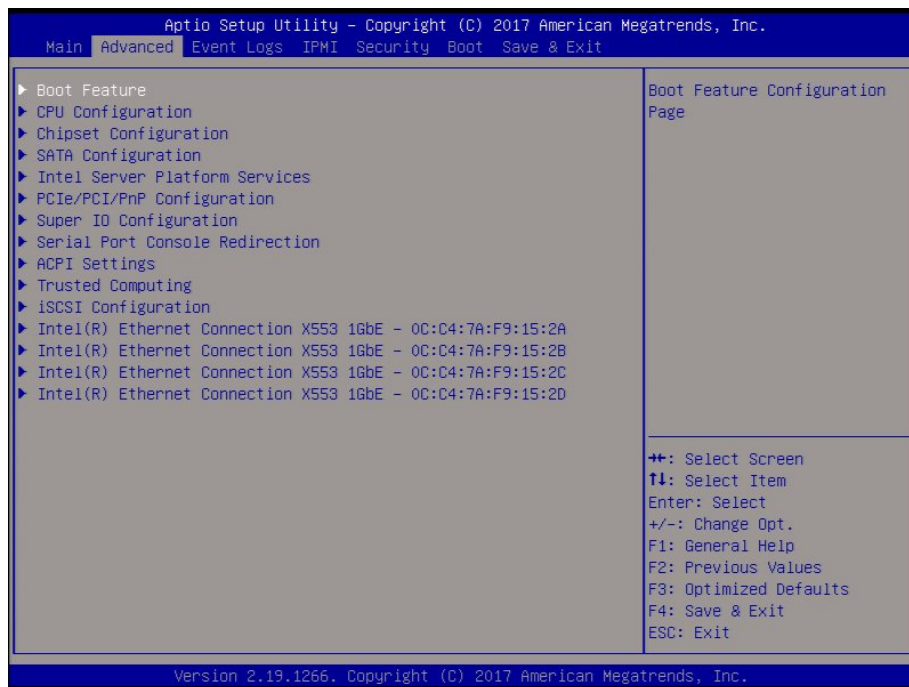 Aptio Setup Utility – Copyright (C) 2017 American Megatrends, Inc.
Main Advanced Event Logs IPMI Security Boot Save & Exit
▶ Boot Feature
▶ CPU Configuration
▶ Chipset Configuration
▶ SATA Configuration
▶ Intel Server Platform Services
▶ PCIe/PCI/PnP Configuration
▶ Super IO Configuration
▶ Serial Port Console Redirection
▶ ACPI Settings
▶ Trusted Computing
▶ iSCSI Configuration
▶ Intel(R) Ethernet Connection X553 1GbE – 0C:C4:7A:F9:15:2A
▶ Intel(R) Ethernet Connection X553 1GbE – 0C:C4:7A:F9:15:2B
▶ Intel(R) Ethernet Connection X553 1GbE – 0C:C4:7A:F9:15:2C
▶ Intel(R) Ethernet Connection X553 1GbE – 0C:C4:7A:F9:15:2D
Boot Feature Configuration
Page
→←: Select Screen
↑↓: Select Item
Enter: Select
+/-: Change Opt.
F1: General Help
F2: Previous Values
F3: Optimized Defaults
F4: Save & Exit
ESC: Exit
Version 2.19.1266. Copyright (C) 2017 American Megatrends, Inc.